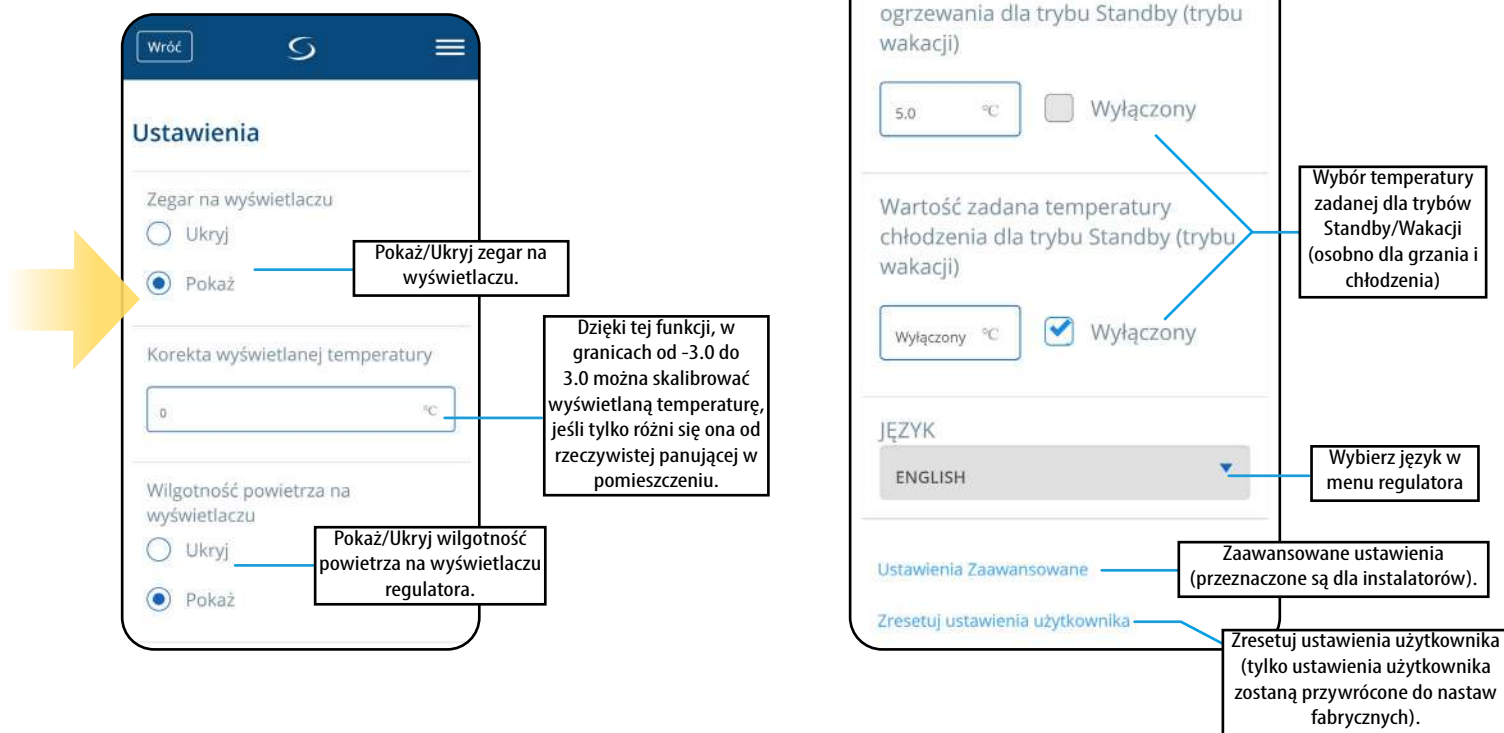 Wróć
Ustawienia
Zegar na wyświetlaczu
Ukryj
Pokaż
Pokaż/Ukryj zegar na
wyświetlaczu.
Korekta wyświetlanej temperatury
0 °C
Dzięki tej funkcji, w
granicach od -3.0 do
3.0 można skalibrować
wyświetlaną temperaturę,
jeśli tylko różni się ona od
rzeczywistej panującej w
pomieszczeniu.
Wilgotność powietrza na
wyświetlaczu
Ukryj
Pokaż
Pokaż/Ukryj wilgotność
powietrza na wyświetlaczu
regulatora.
ogrzewania dla trybu Standby (trybu
wakacji)
5.0 °C Wyłączony
Wartość zadana temperatury
chłodzenia dla trybu Standby (trybu
wakacji)
Wyłączony °C Wyłączony
Wybór temperatury
zadanej dla trybów
Standby/Wakacji
(osobno dla grzania i
chłodzenia)
JĘZYK
ENGLISH
Wybierz język w
menu regulatora
Ustawienia Zaawansowane
Zaawansowane ustawienia
(przeznaczone są dla instalatorów).
Zresetuj ustawienia użytkownika
Zresetuj ustawienia użytkownika
(tylko ustawienia użytkownika
zostaną przywrócone do nastaw
fabrycznych).